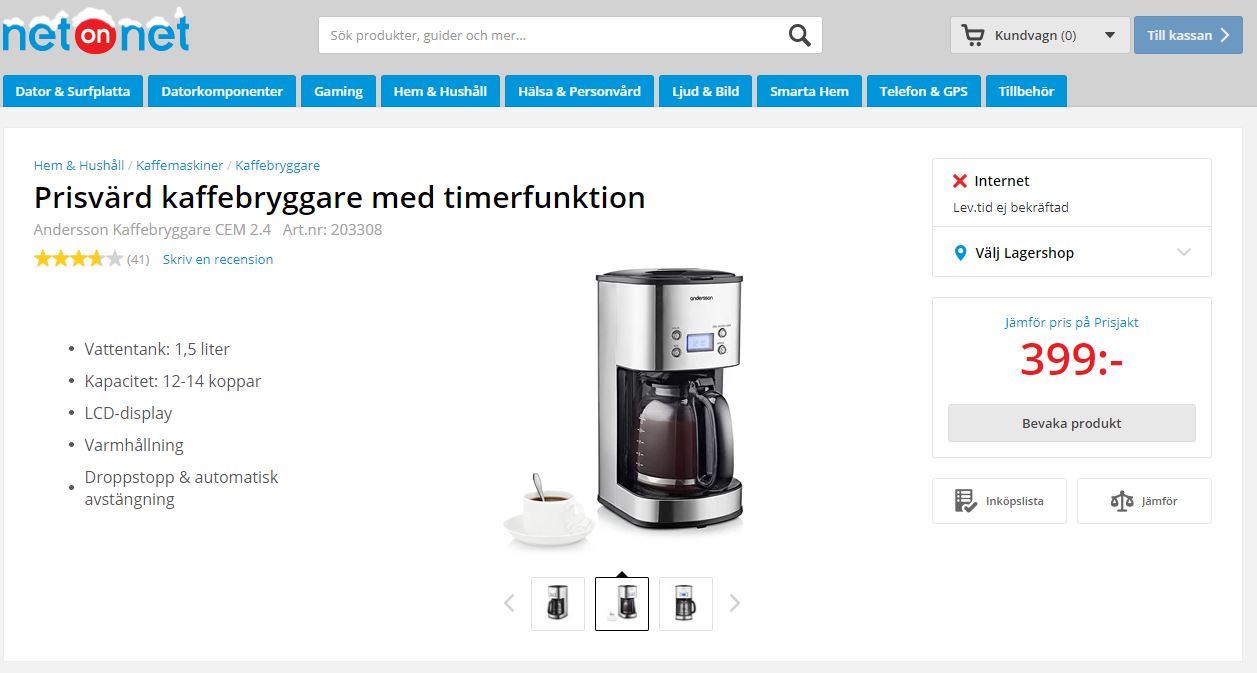 net on net
Sök produkter, guider och mer...
Kundvagn (0)
Till kassan
Dator & Surfplatta
Datorkomponenter
Gaming
Hem & Hushåll
Hälsa & Personvård
Ljud & Bild
Smarta Hem
Telefon & GPS
Tillbehör
Hem & Hushåll / Kaffemaskiner / Kaffebryggare
Prisvärd kaffebryggare med timerfunktion
Andersson Kaffebryggare CEM 2.4 Art.nr: 203308
(41) Skriv en recension
• Vattentank: 1,5 liter
• Kapacitet: 12-14 koppar
• LCD-display
• Varmhållning
• Droppstopp & automatisk
avstängning
andersson
Internet
Lev.tid ej bekräftad
Välj Lagershop
Jämför pris på Prisjakt
399:-
Bevaka produkt
Inköpslista
Jämför